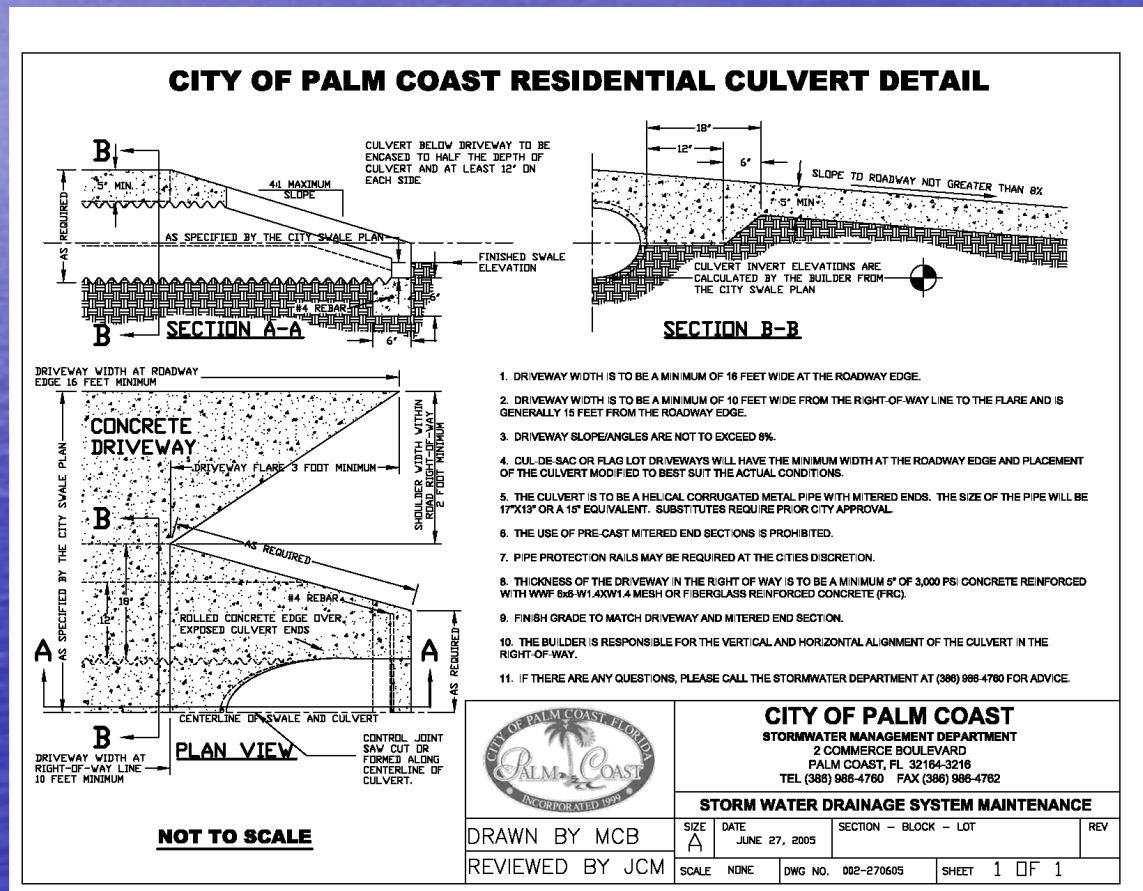 CITY OF PALM COAST RESIDENTIAL CULVERT DETAIL
B
5" MIN.
AS REQUIRED
4:1 MAXIMUM
SLOPE
CULVERT BELOW DRIVEWAY TO BE
ENCASED TO HALF THE DEPTH OF
CULVERT AND AT LEAST 12" ON
EACH SIDE
AS SPECIFIED BY THE CITY SWALE PLAN
FINISHED SWALE
ELEVATION
#4 REBAR
6"
6"
B
SECTION A-A
18"
12"
6"
SLOPE TO ROADWAY NOT GREATER THAN 8%
5" MIN
CULVERT INVERT ELEVATIONS ARE
CALCULATED BY THE BUILDER FROM
THE CITY SWALE PLAN
SECTION B-B
DRIVEWAY WIDTH AT ROADWAY
EDGE 16 FEET MINIMUM
CONCRETE
DRIVEWAY
DRIVEWAY FLARE 3 FOOT MINIMUM
SHOULDER WIDTH WITHIN
ROAD RIGHT-OF-WAY
2 FOOT MINIMUM
AS SPECIFIED BY THE CITY SWALE PLAN
B
AS REQUIRED
18"
12"
#4 REBAR
ROLLED CONCRETE EDGE OVER
EXPOSED CULVERT ENDS
AS REQUIRED
A
A
CENTERLINE OF SWALE AND CULVERT
B
PLAN VIEW
DRIVEWAY WIDTH AT
RIGHT-OF-WAY LINE
10 FEET MINIMUM
CONTROL JOINT
SAW CUT OR
FORMED ALONG
CENTERLINE OF
CULVERT.
NOT TO SCALE
1. DRIVEWAY WIDTH IS TO BE A MINIMUM OF 16 FEET WIDE AT THE ROADWAY EDGE.
2. DRIVEWAY WIDTH IS TO BE A MINIMUM OF 10 FEET WIDE FROM THE RIGHT-OF-WAY LINE TO THE FLARE AND IS
GENERALLY 15 FEET FROM THE ROADWAY EDGE.
3. DRIVEWAY SLOPE/ANGLES ARE NOT TO EXCEED 8%.
4. CUL-DE-SAC OR FLAG LOT DRIVEWAYS WILL HAVE THE MINIMUM WIDTH AT THE ROADWAY EDGE AND PLACEMENT
OF THE CULVERT MODIFIED TO BEST SUIT THE ACTUAL CONDITIONS.
5. THE CULVERT IS TO BE A HELICAL CORRUGATED METAL PIPE WITH MITERED ENDS. THE SIZE OF THE PIPE WILL BE
17"X13" OR A 15" EQUIVALENT. SUBSTITUTES REQUIRE PRIOR CITY APPROVAL.
6. THE USE OF PRE-CAST MITERED END SECTIONS IS PROHIBITED.
7. PIPE PROTECTION RAILS MAY BE REQUIRED AT THE CITIES DISCRETION.
8. THICKNESS OF THE DRIVEWAY IN THE RIGHT OF WAY IS TO BE A MINIMUM 5" OF 3,000 PSI CONCRETE REINFORCED
WITH WWF 6x6-W1.4XW1.4 MESH OR FIBERGLASS REINFORCED CONCRETE (FRC).
9. FINISH GRADE TO MATCH DRIVEWAY AND MITERED END SECTION.
10. THE BUILDER IS RESPONSIBLE FOR THE VERTICAL AND HORIZONTAL ALIGNMENT OF THE CULVERT IN THE
RIGHT-OF-WAY.
11. IF THERE ARE ANY QUESTIONS, PLEASE CALL THE STORMWATER DEPARTMENT AT (386) 986-4760 FOR ADVICE.
CITY OF PALM COAST, FLORIDA
PALM COAST
INCORPORATED 1999
CITY OF PALM COAST
STORMWATER MANAGEMENT DEPARTMENT
2 COMMERCE BOULEVARD
PALM COAST, FL 32164-3216
TEL (386) 986-4760 FAX (386) 986-4762
STORM WATER DRAINAGE SYSTEM MAINTENANCE
DRAWN BY MCB
REVIEWED BY JCM
SIZE
A
DATE
JUNE 27, 2005
SECTION - BLOCK - LOT
REV
SCALE NONE
DWG NO. 002-270605
SHEET 1 OF 1